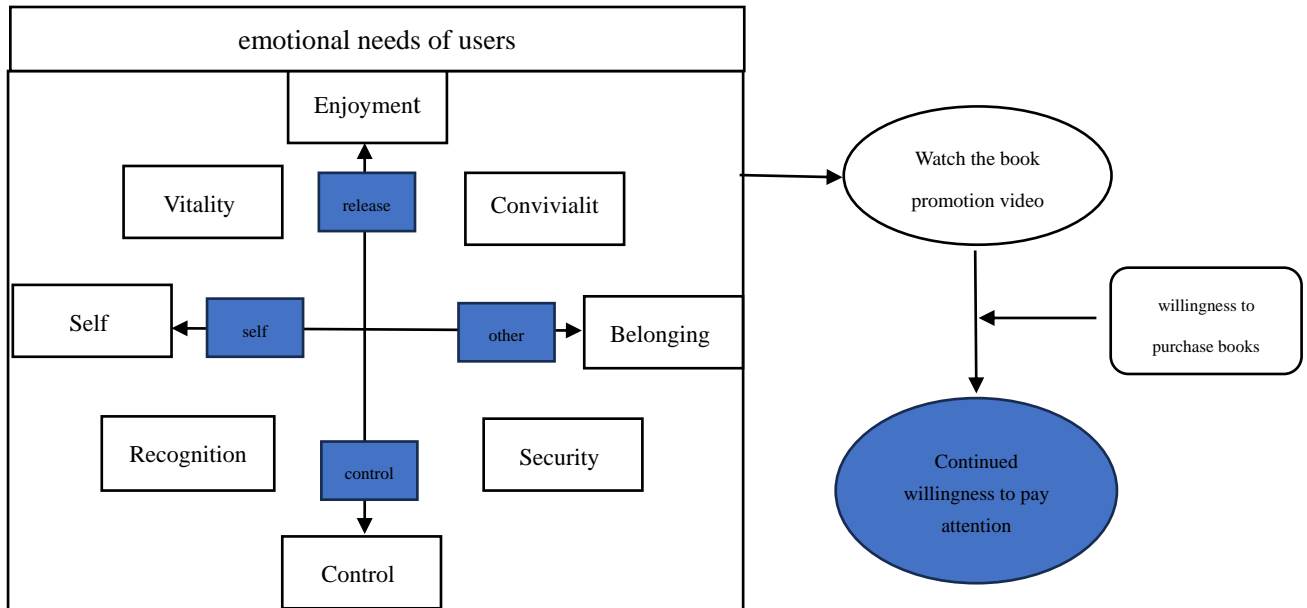 emotional needs of users
Enjoyment
Vitality
release
Convivialit
Self
self
other
Belonging
Recognition
control
Security
Control
Watch the book
promotion video
willingness to
purchase books
Continued
willingness to pay
attention